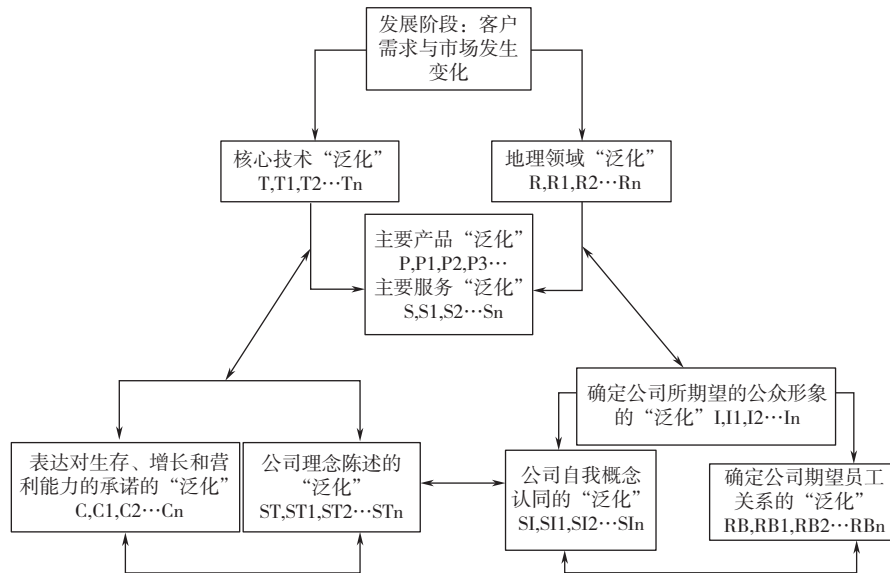 发展阶段：客户
需求与市场发生
变化
核心技术“泛化”
T,T1,T2…Tn
地理领域“泛化”
R,R1,R2…Rn
主要产品“泛化”
P,P1,P2,P3…
主要服务“泛化”
S,S1,S2…Sn
确定公司所期望的公众形象
的“泛化”I,I1,I2…In
表达对生存、增长和营
利能力的承诺的“泛化”
C,C1,C2…Cn
公司理念陈述的
“泛化”
ST,ST1,ST2…STn
公司自我概念
认同的“泛化”
SI,SI1,SI2…SIn
确定公司期望员工
关系的“泛化”
RB,RB1,RB2…RBn